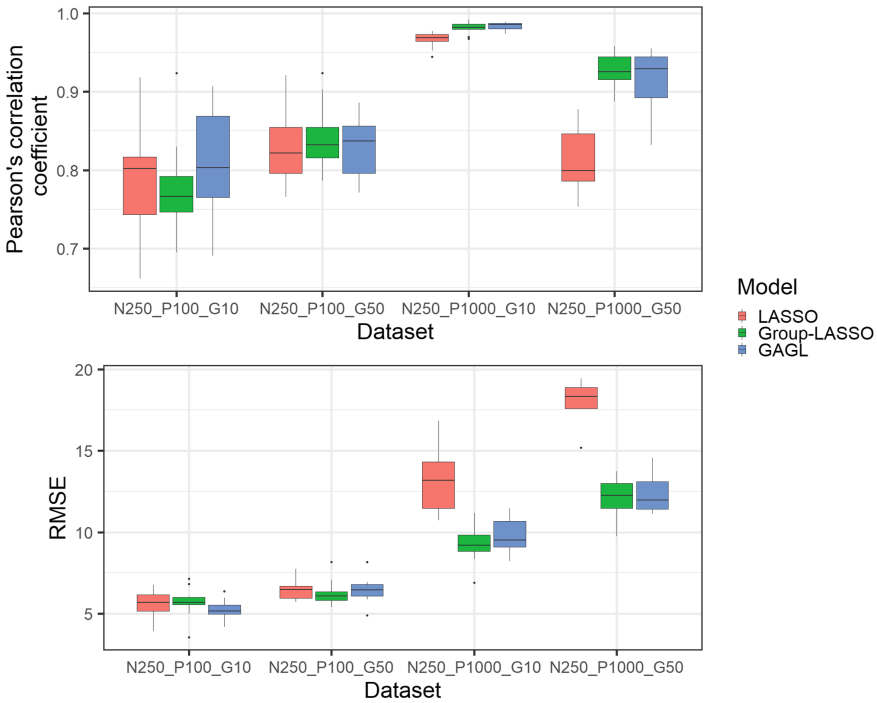 Pearson's correlation
coefficient
1.0
0.9
0.8
0.7
N250_P100_G10 N250_P100_G50 N250_P1000_G10 N250_P1000_G50
Dataset
Model
LASSO
Group-LASSO
GAGL
RMSE
20
15
10
5
N250_P100_G10 N250_P100_G50 N250_P1000_G10 N250_P1000_G50
Dataset